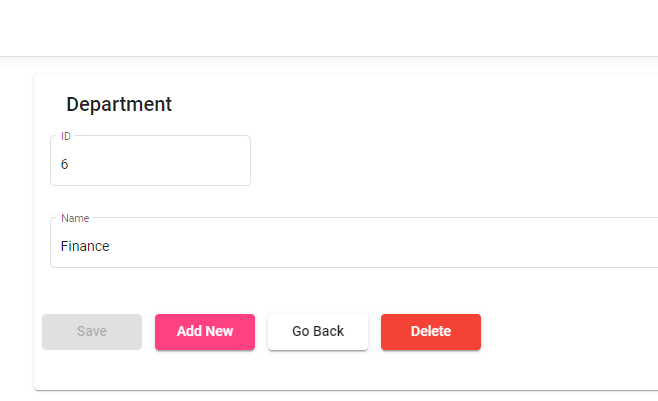 Department
ID
6
Name
Finance
Save Add New Go Back Delete